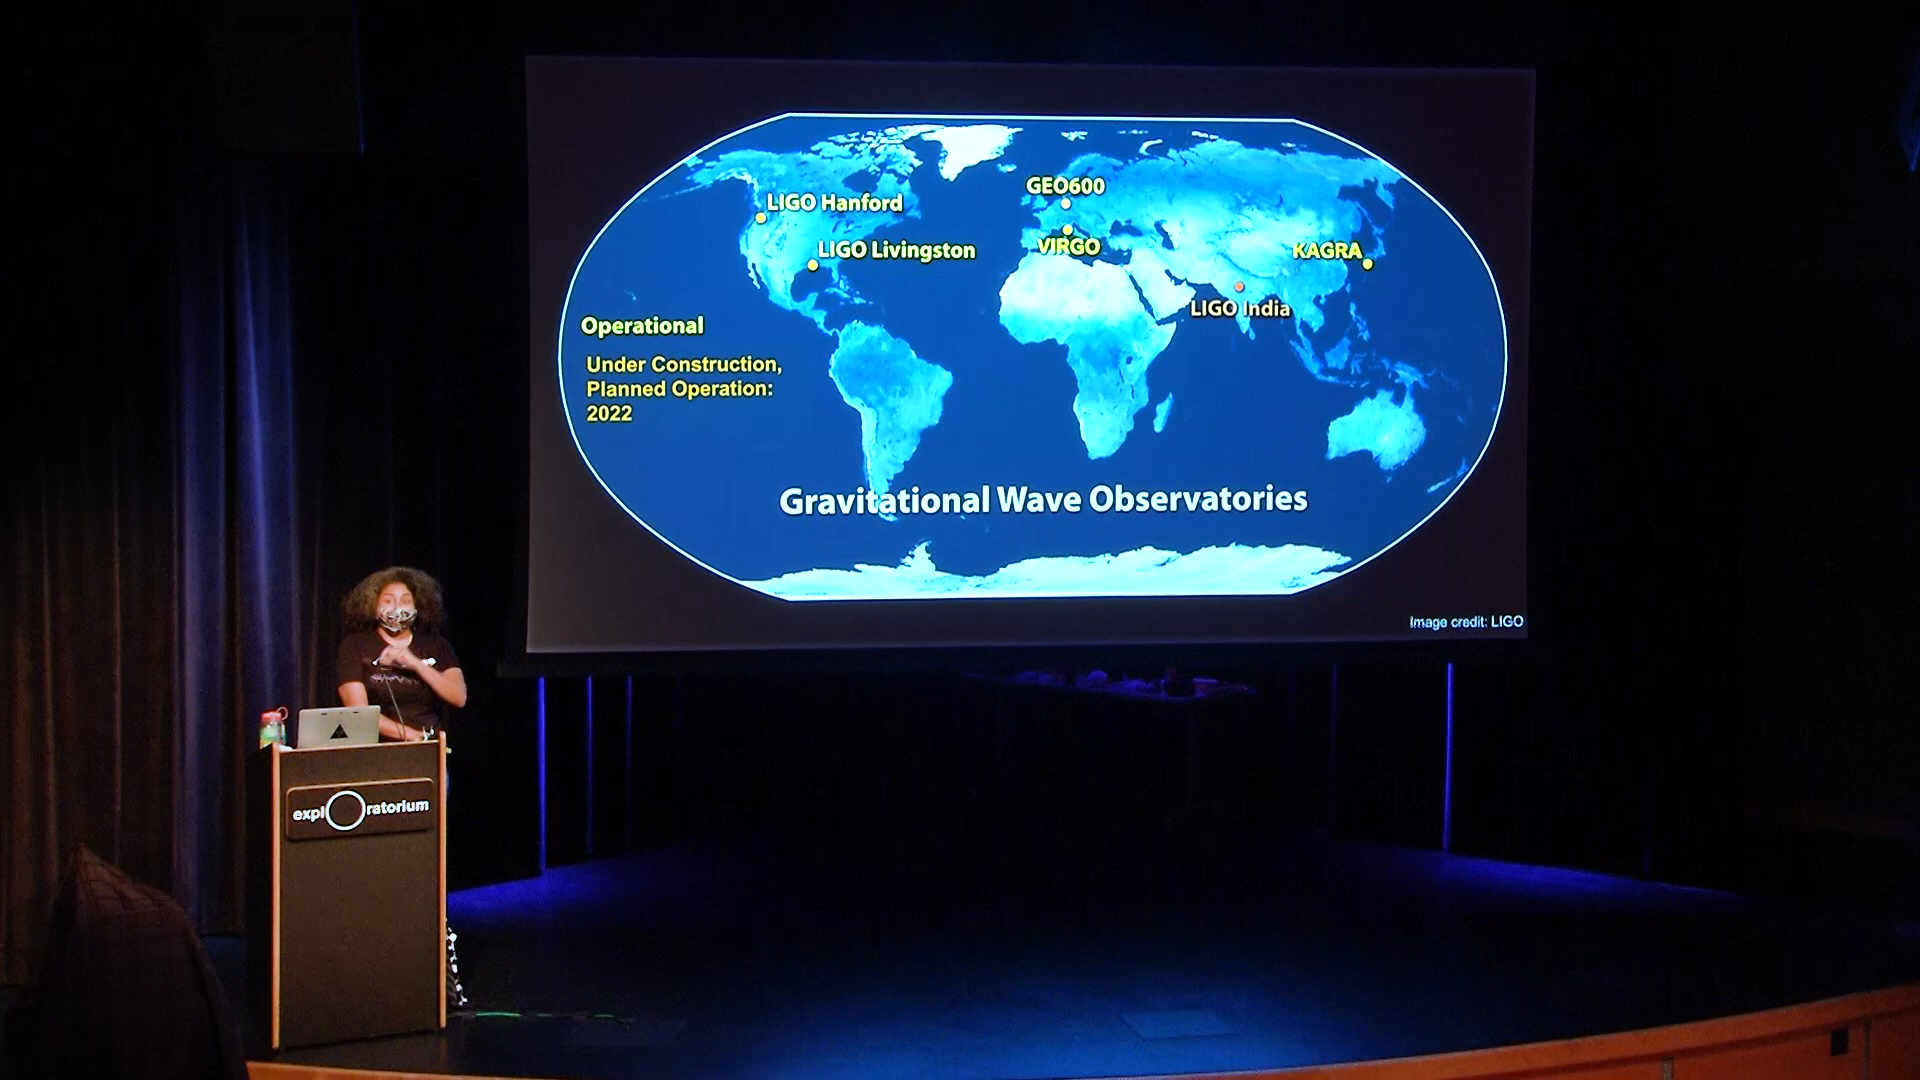 GEO600
LIGO Hanford
VIRGO
KAGRA
LIGO Livingston
LIGO India
Operational
Under Construction,
Planned Operation:
2022
Gravitational Wave Observatories
Image credit: LIGO
expl ratorium